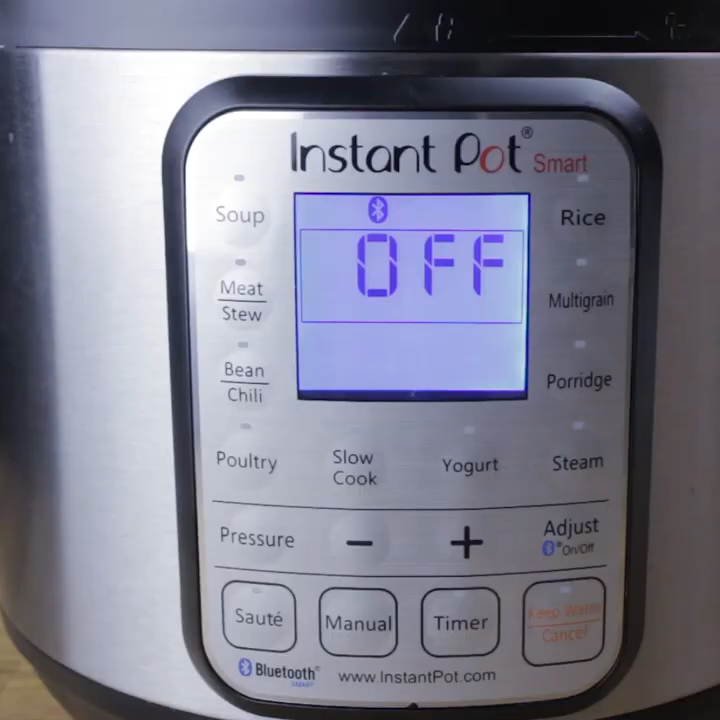 Instant Pot® Smart
OFF
Soup
Rice
Meat
Stew
Multigrain
Bean
Chili
Porridge
Poultry
Slow
Cook
Yogurt
Steam
Pressure
−
+
Adjust
®On/Off
Sauté
Manual
Timer
Keep Warm
Cancel
Bluetooth®
SMART
www.InstantPot.com